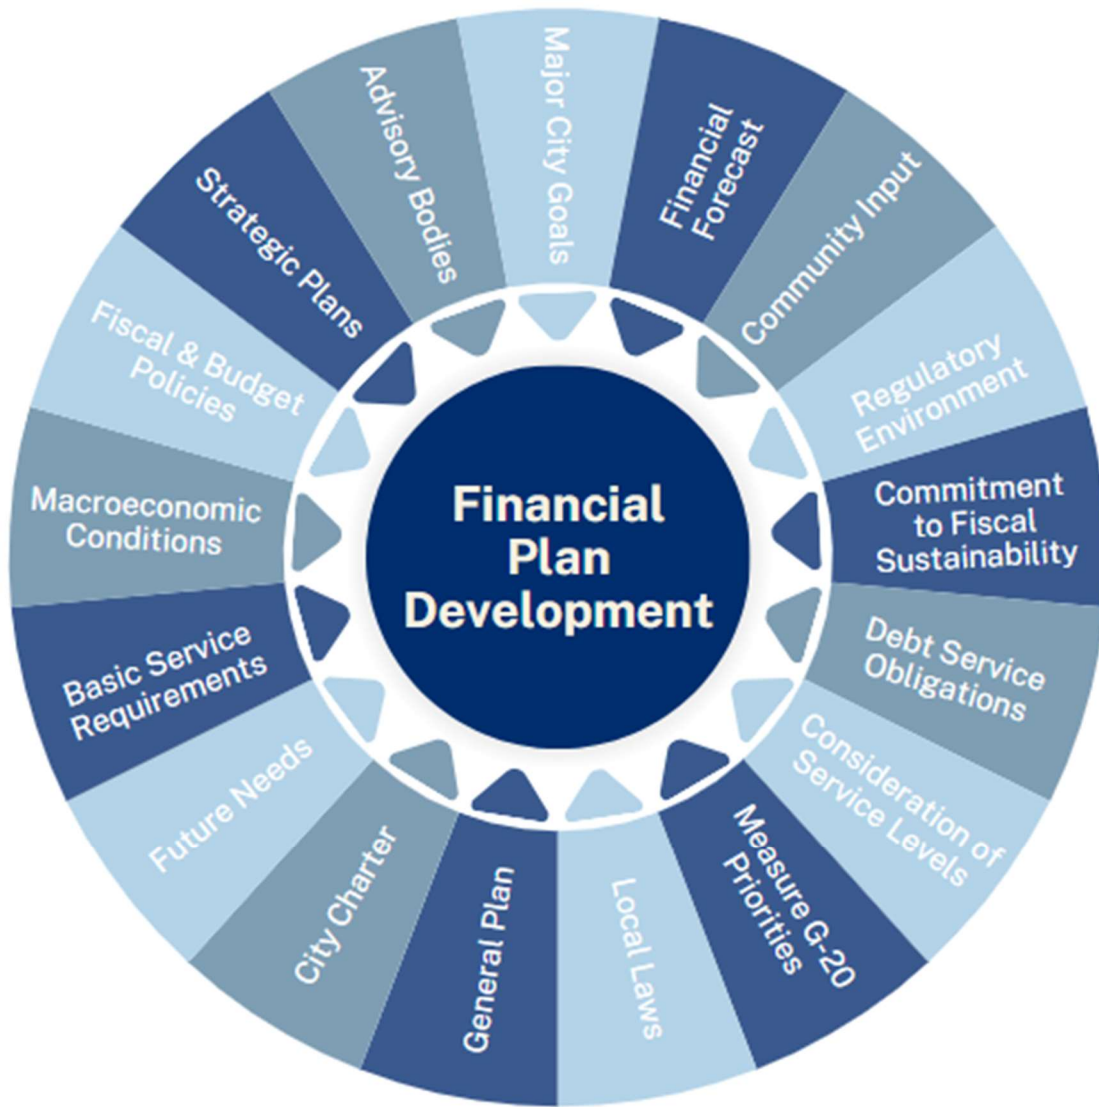 Major City Goals
Financial
Forecast
Community Input
Regulatory
Environment
Commitment
to Fiscal
Sustainability
Debt Service
Obligations
Consideration of
Service Levels
Measure G-20
Priorities
Local Laws
General Plan
City Charter
Future Needs
Basic Service
Requirements
Macroeconomic
Conditions
Fiscal & Budget
Policies
Strategic Plans
Advisory Bodies
Financial
Plan
Development